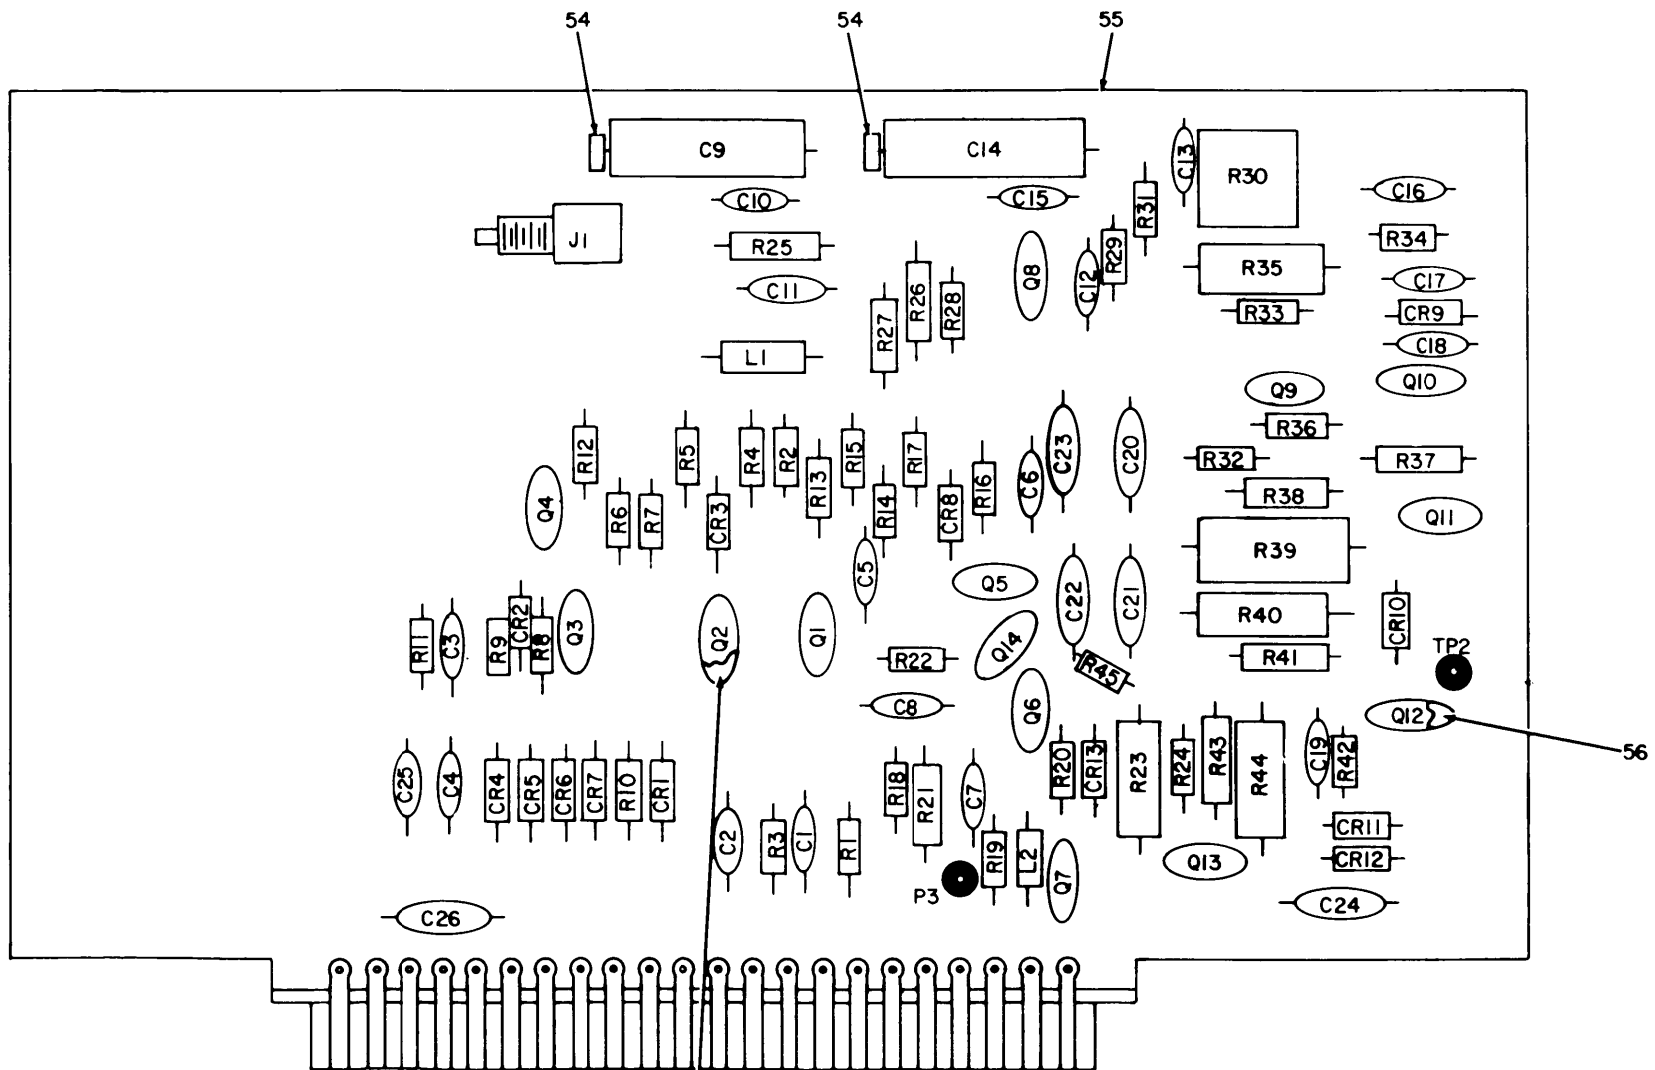 54 54 55
C9 C14 C13 R30
C10 C15 R31 C16
J1 R25 R29 R34
C11 Q8 C12 R35 C17
R26 R28 R33 CR9
R27 C18
L1 Q10
Q9
R36
R12 R5 R4 R2 R15 R17 C23 C20 R32 R37
R13 R16 C6
Q4 R6 R7 CR3 R14 CR8 R38 Q11
R39
C5 Q5
C22 C21 R40 CR10
R11 C3 R9 CR2 R8 Q3 Q2 Q1 Q14 TP2
R22 R45 R41
C8 Q6 Q12
56
C25 C4 CR4 CR5 CR6 CR7 R10 CR1 R18 R21 C7 R20 CR13 R23 R24 R43 R44 C19 R42
C2 R3 C1 R1 CR11
R19 L2 Q13 CR12
P3 Q7
C26 C24